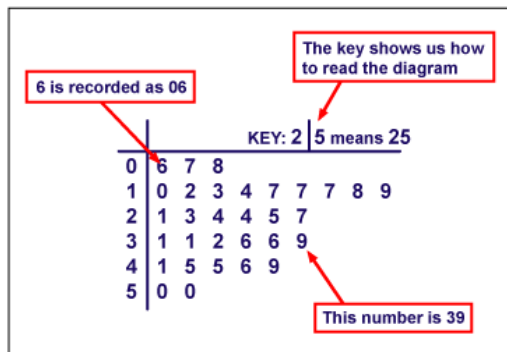 The key shows us how
to read the diagram
6 is recorded as 06
KEY: 2 | 5 means 25
0 | 6 7 8
1 | 0 2 3 4 7 7 7 8 9
2 | 1 3 4 4 5 7
3 | 1 1 2 6 6 9
4 | 1 5 5 6 9
5 | 0 0
This number is 39